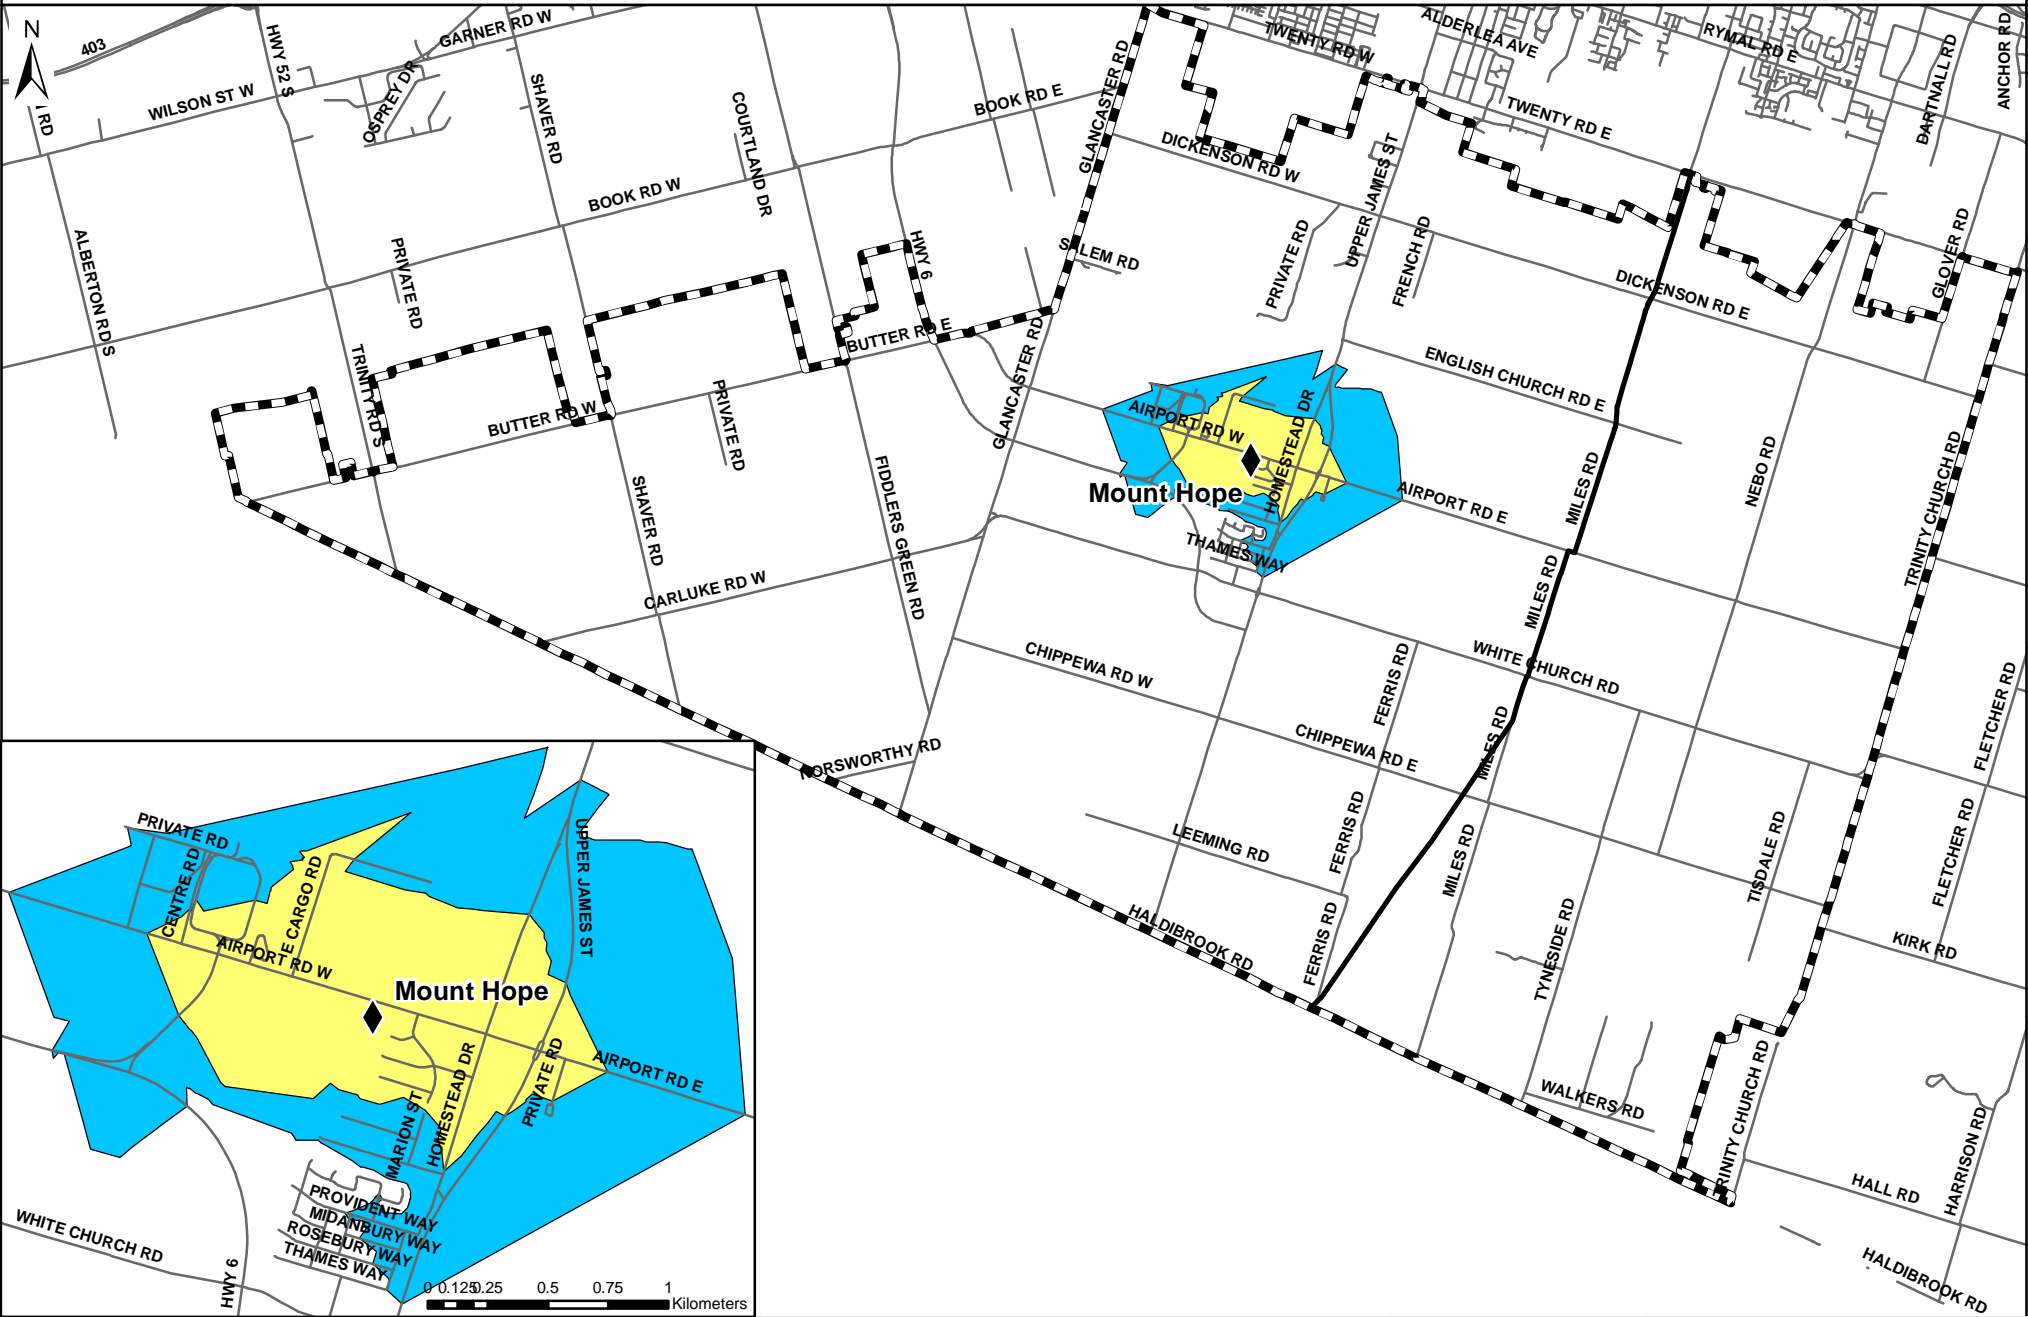 N
403
HWY 52 S
GARNER RD W
TWENTY RD W
ALDERLEA AVE
RYMAL RD E
DARTNALL RD
ANCHOR RD
RD
WILSON ST W
OSPREY DR
SHAVER RD
COURTLAND DR
BOOK RD E
GLANCASTER RD
TWENTY RD E
DICKENSON RD W
UPPER JAMES ST
BOOK RD W
ALBERTON RD S
PRIVATE RD
HWY 6
SALEM RD
PRIVATE RD
FRENCH RD
GLOVER RD
DICKENSON RD E
TRINITY RD S
BUTTER RD E
GLANCASTER RD
ENGLISH CHURCH RD E
BUTTER RD W
PRIVATE RD
AIRPORT RD W
HOMESTEAD DR
Mount Hope
AIRPORT RD E
MILES RD
NEBO RD
TRINITY CHURCH RD
SHAVER RD
FIDDLERS GREEN RD
THAMES WAY
CARLUKE RD W
MILES RD
CHIPPEWA RD W
FERRIS RD
WHITE CHURCH RD
FLETCHER RD
NORSWORTHY RD
CHIPPEWA RD E
MILES RD
LEEMING RD
FERRIS RD
MILES RD
TISDALE RD
FLETCHER RD
HALDIBROOK RD
FERRIS RD
TYNESIDE RD
KIRK RD
WALKERS RD
TRINITY CHURCH RD
HARRISON RD
HALL RD
HALDIBROOK RD
PRIVATE RD
CENTRE RD
E CARGO RD
UPPER JAMES ST
AIRPORT RD W
Mount Hope
AIRPORT RD E
PRIVATE RD
HOMESTEAD DR
MARION ST
PROVIDENT WAY
MIDANBURY WAY
ROSEBURY WAY
THAMES WAY
WHITE CHURCH RD
HWY 6
0 0.125 0.25 0.5 0.75 1
Kilometers